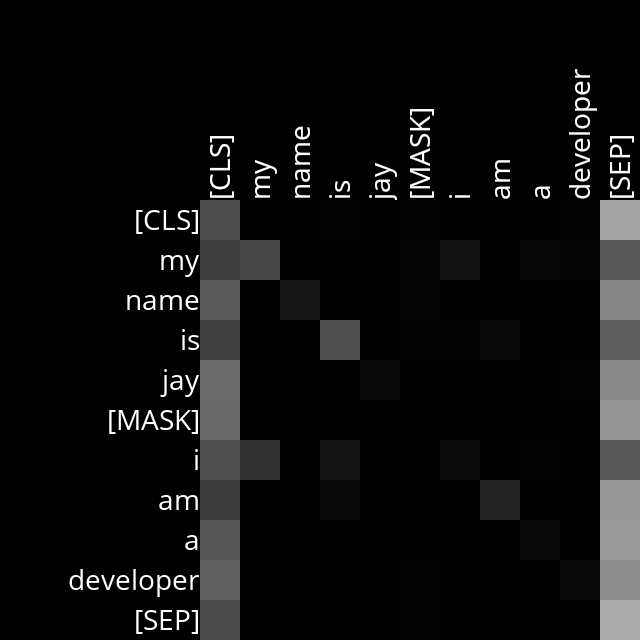 [CLS] my name is jay [MASK] i am a developer [SEP]
[CLS]
my
name
is
jay
[MASK]
i
am
a
developer
[SEP]